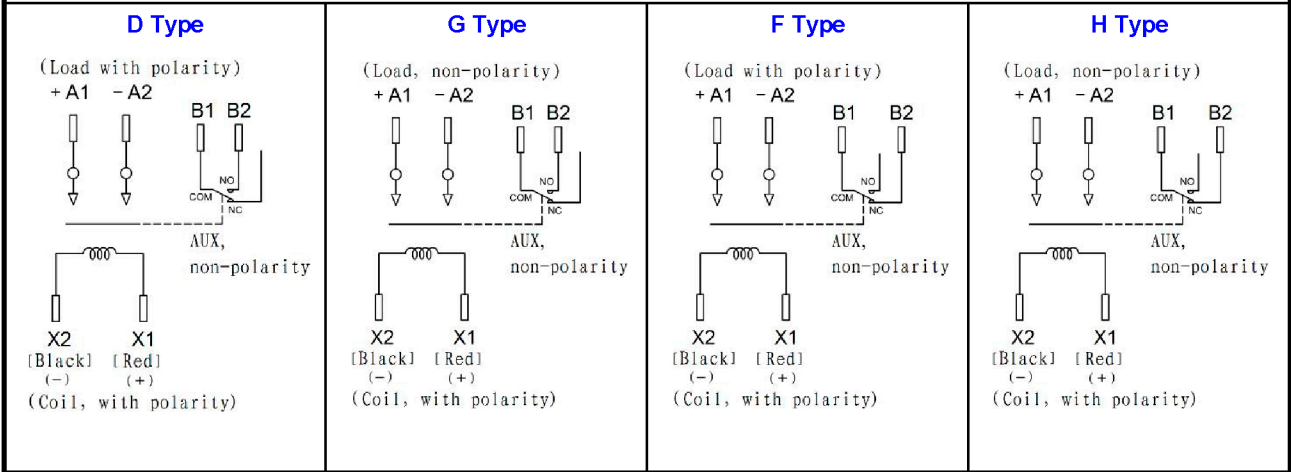 D Type
(Load with polarity)
+ A1 − A2
B1 B2
NO
COM
NC
AUX,
non-polarity
X2 X1
[Black] [Red]
(−) (+)
(Coil, with polarity)
G Type
(Load, non-polarity)
+ A1 − A2
B1 B2
NO
COM
NC
AUX,
non-polarity
X2 X1
[Black] [Red]
(−) (+)
(Coil, with polarity)
F Type
(Load with polarity)
+ A1 − A2
B1 B2
NO
COM
NC
AUX,
non-polarity
X2 X1
[Black] [Red]
(−) (+)
(Coil, with polarity)
H Type
(Load, non-polarity)
+ A1 − A2
B1 B2
NO
COM
NC
AUX,
non-polarity
X2 X1
[Black] [Red]
(−) (+)
(Coil, with polarity)